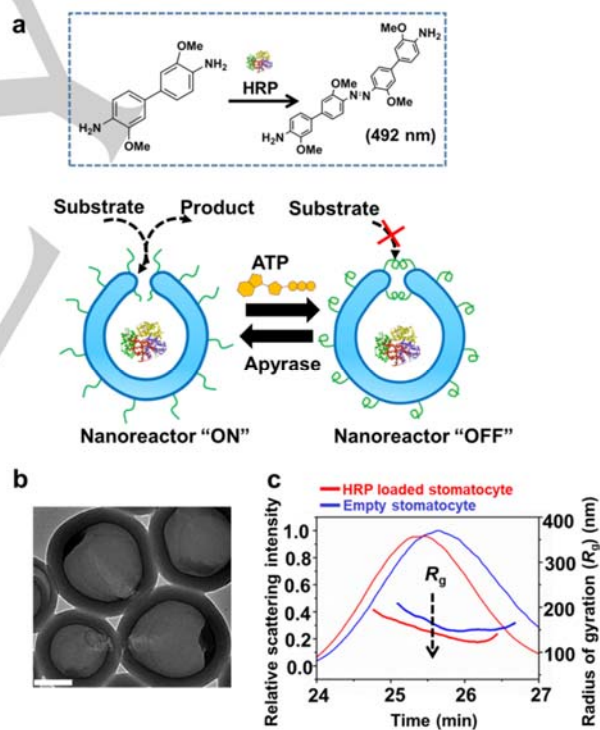 a
OMe
NH₂
H₂N
OMe
HRP
MeO
NH₂
OMe
OMe
N=N
H₂N
OMe
(492 nm)
Substrate
Product
Substrate
ATP
Apyrase
Nanoreactor “ON”
Nanoreactor “OFF”
b
c
HRP loaded stomatocyte
Empty stomatocyte
Relative scattering intensity
1.0
0.8
0.6
0.4
0.2
0.0
Rg
400
300
200
100
Radius of gyration (Rg) (nm)
24
25
26
27
Time (min)